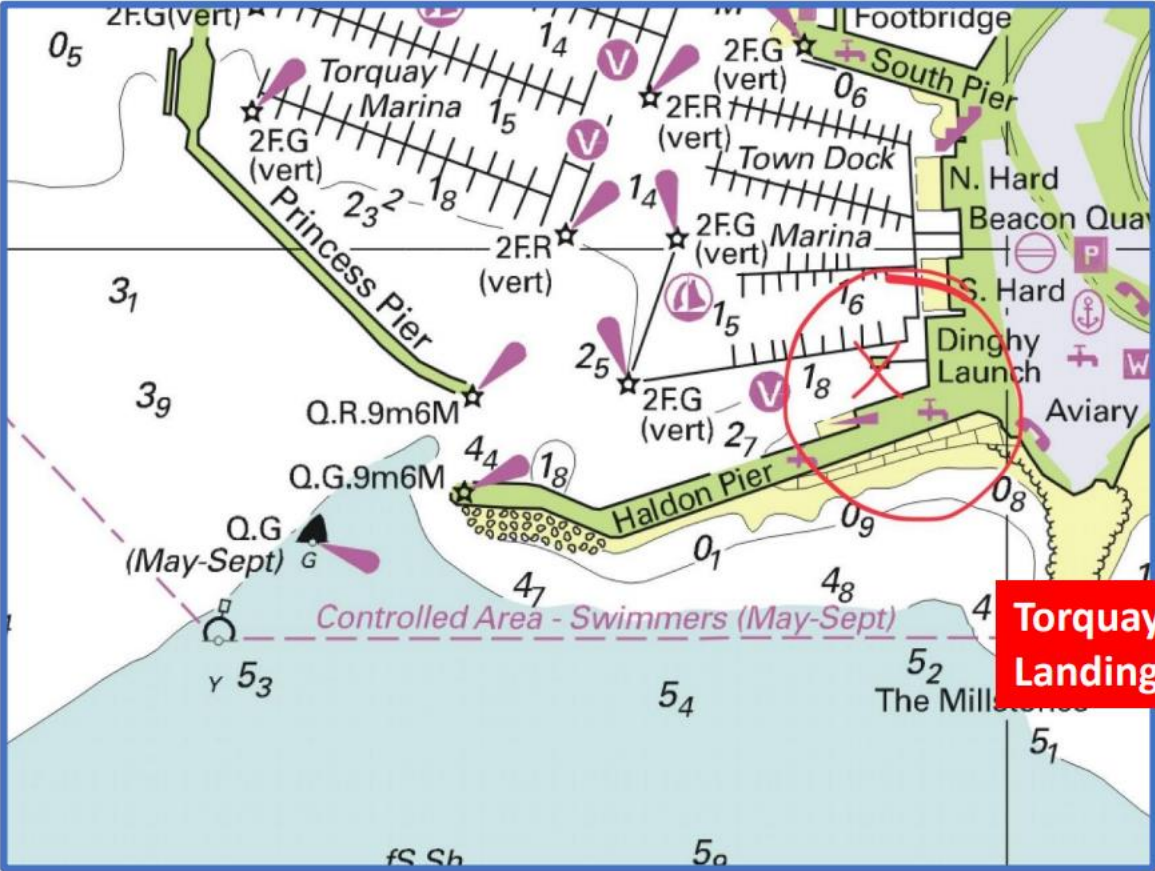 2F.G(vert)
Footbridge
0₅
1₄
V
2F.G
(vert)
South Pier
0₆
Torquay
Marina
1₅
2F.R
(vert)
2F.G
(vert)
V
Town Dock
N. Hard
Princess Pier
2₃
2
1₈
1₄
Beacon Quay
2F.R
(vert)
2F.G
(vert)
Marina
P
3₁
S. Hard
1₆
1₅
Dinghy
Launch
2₅
W
3₉
1₈
V
2F.G
(vert)
Aviary
Q.R.9m6M
2₇
4₄
1₈
Q.G.9m6M
Haldon Pier
0₈
0₉
Q.G
(May-Sept)
G
0₁
4₇
4₈
Controlled Area - Swimmers (May-Sept)
4
Torquay
Landing
Y
5₃
5₂
5₄
The Mill
5₁
fS.Sh
5₉